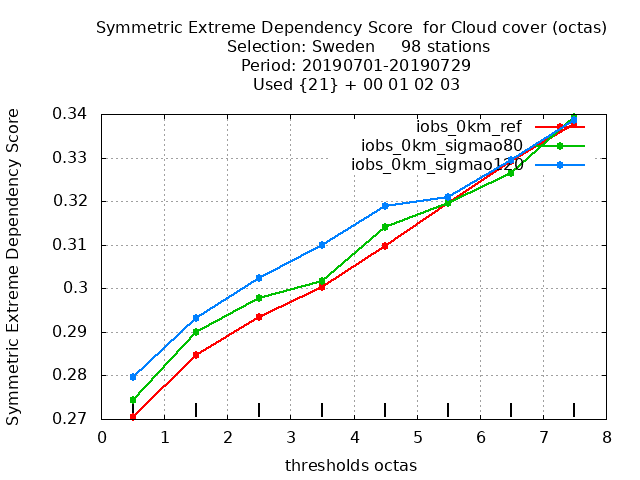 Symmetric Extreme Dependency Score  for Cloud cover (octas)
Selection: Sweden     98 stations
Period: 20190701-20190729
Used {21} + 00 01 02 03
Symmetric Extreme Dependency Score
0.34
0.33
0.32
0.31
0.3
0.29
0.28
0.27
iobs_0km_ref
iobs_0km_sigmao80
iobs_0km_sigmao120
0 1 2 3 4 5 6 7 8
thresholds octas